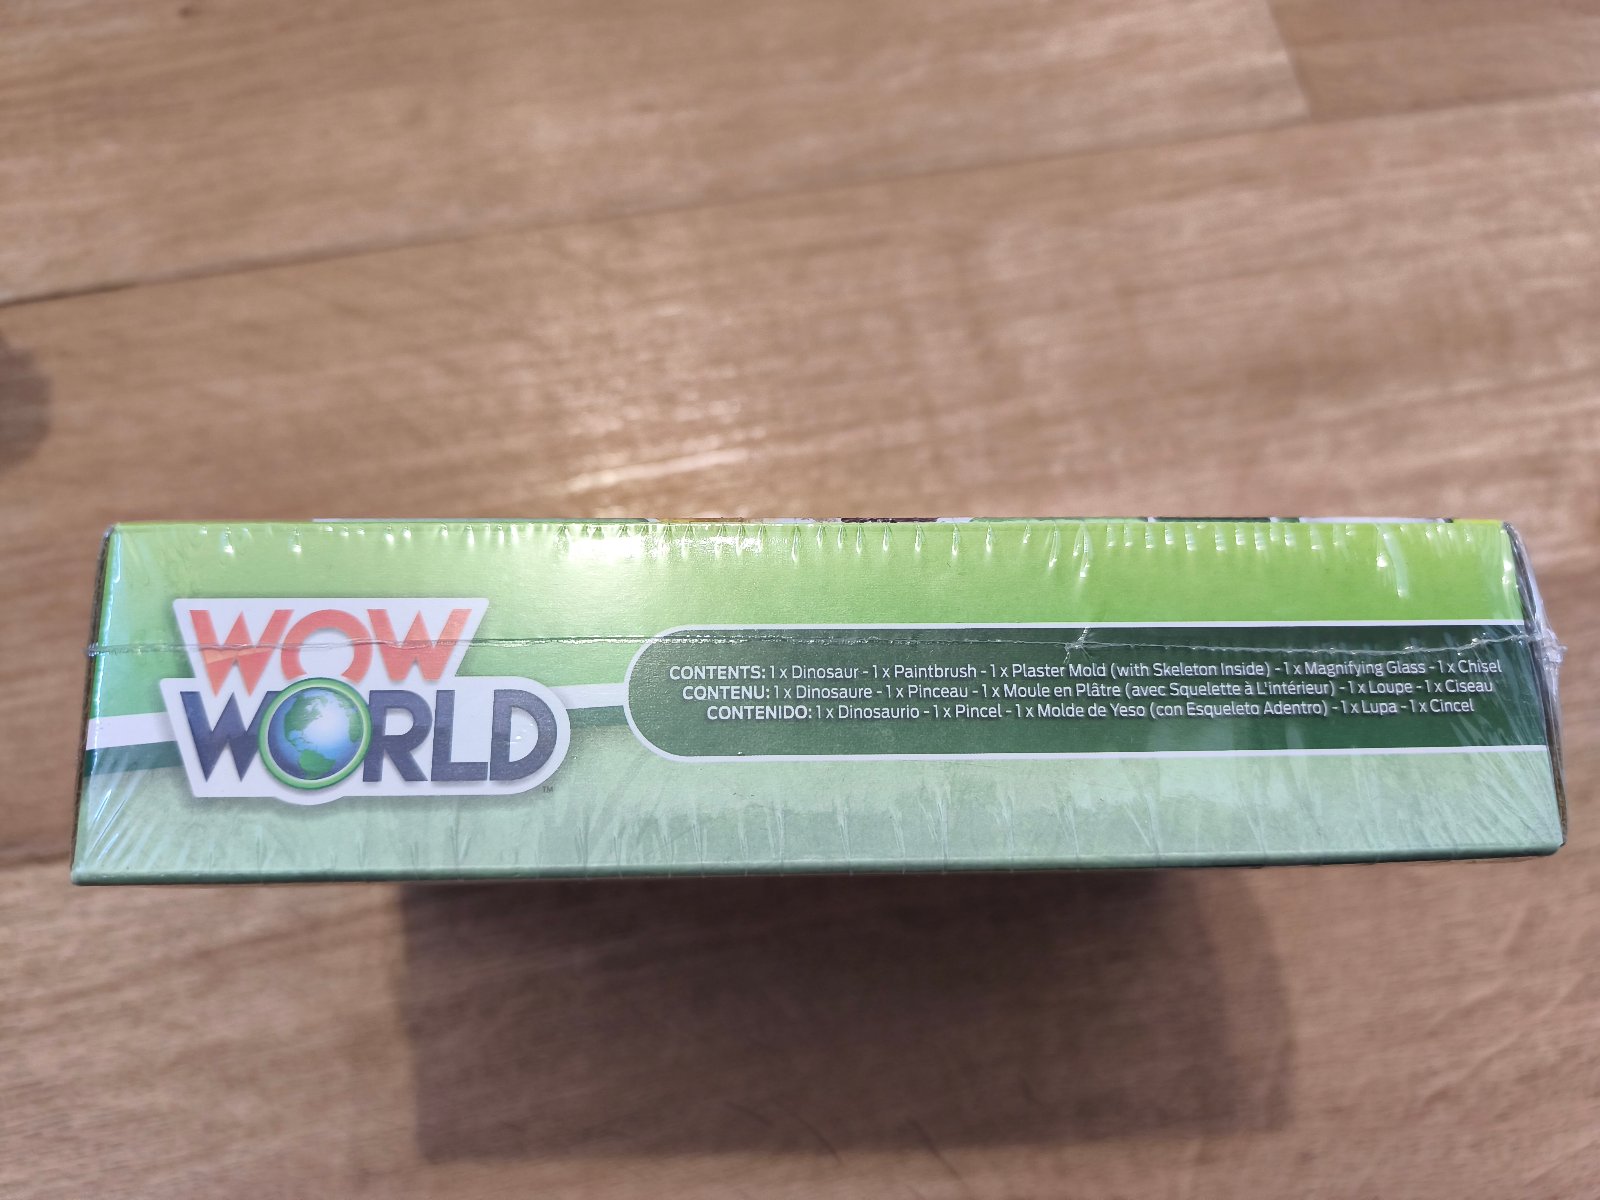 WOW
WORLD
™
CONTENTS: 1 x Dinosaur - 1 x Paintbrush - 1 x Plaster Mold (with Skeleton Inside) - 1 x Magnifying Glass - 1 x Chisel
CONTENU: 1 x Dinosaure - 1 x Pinceau - 1 x Moule en Plâtre (avec Squelette à L'intérieur) - 1 x Loupe - 1 x Ciseau
CONTENIDO: 1 x Dinosaurio - 1 x Pincel - 1 x Molde de Yeso (con Esqueleto Adentro) - 1 x Lupa - 1 x Cincel